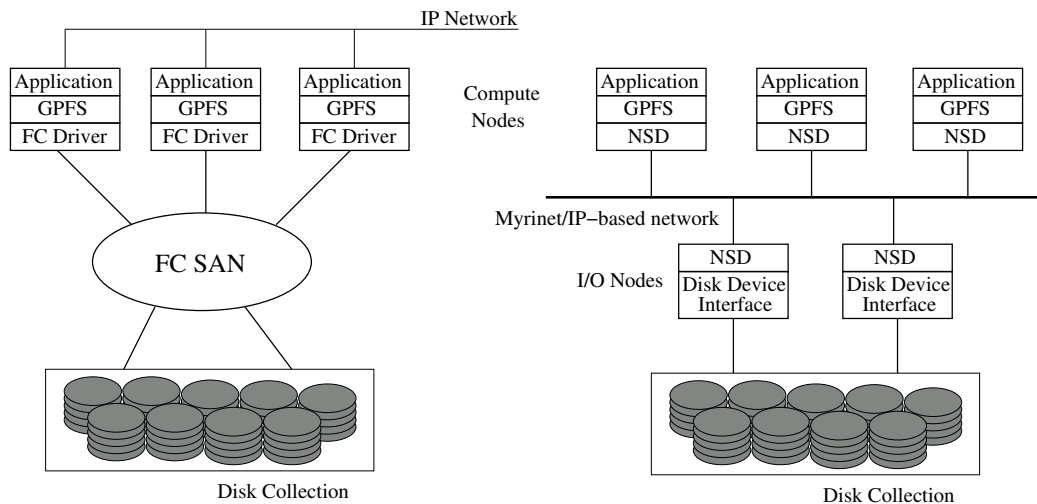 IP Network
Application
GPFS
FC Driver
Application
GPFS
FC Driver
Application
GPFS
FC Driver
FC SAN
Disk Collection
Compute
Nodes
Application
GPFS
NSD
Application
GPFS
NSD
Application
GPFS
NSD
Myrinet/IP−based network
I/O Nodes
NSD
Disk Device
Interface
NSD
Disk Device
Interface
Disk Collection